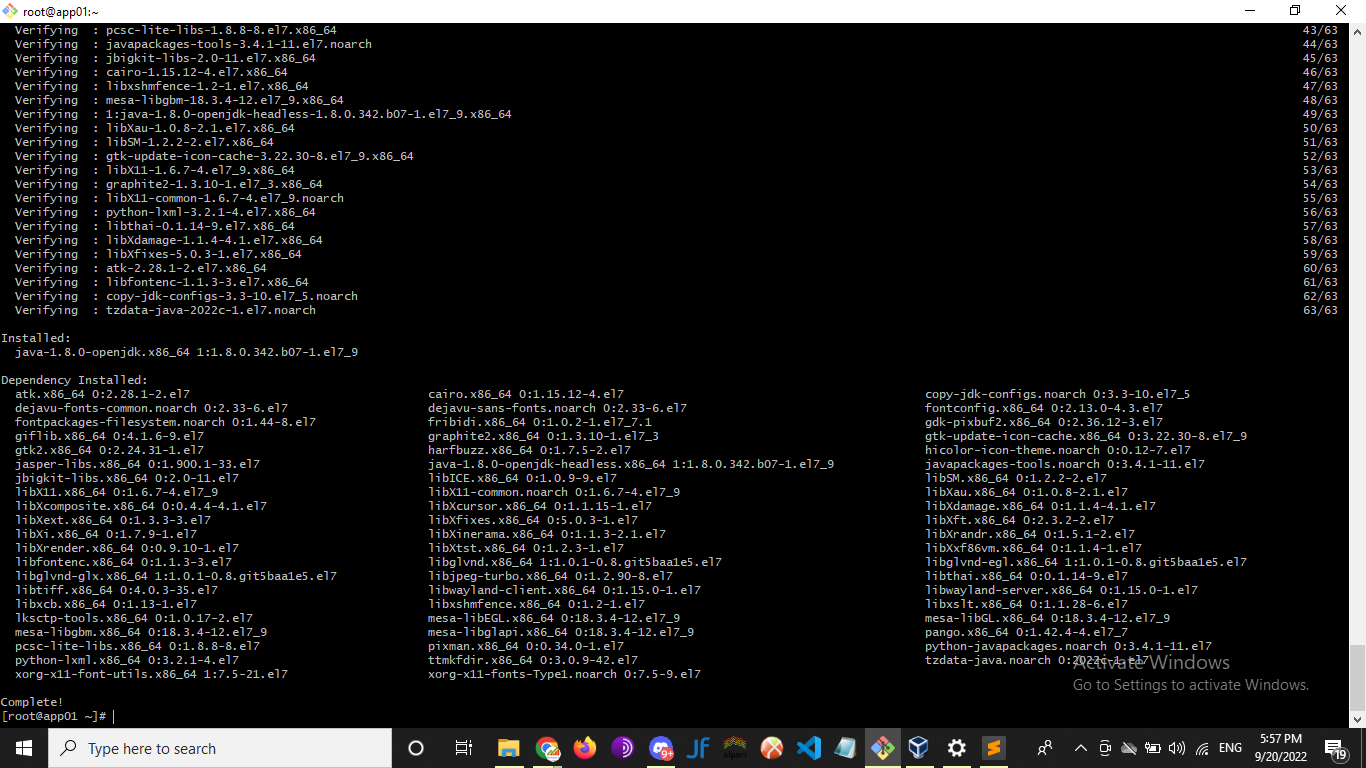 root@app01:~
Verifying  : pcsc-lite-libs-1.8.8-8.el7.x86_64 43/63
Verifying  : javapackages-tools-3.4.1-11.el7.noarch 44/63
Verifying  : jbigkit-libs-2.0-11.el7.x86_64 45/63
Verifying  : cairo-1.15.12-4.el7.x86_64 46/63
Verifying  : libxshmfence-1.2-1.el7.x86_64 47/63
Verifying  : mesa-libgbm-18.3.4-12.el7_9.x86_64 48/63
Verifying  : 1:java-1.8.0-openjdk-headless-1.8.0.342.b07-1.el7_9.x86_64 49/63
Verifying  : libXau-1.0.8-2.1.el7.x86_64 50/63
Verifying  : libSM-1.2.2-2.el7.x86_64 51/63
Verifying  : gtk-update-icon-cache-3.22.30-8.el7_9.x86_64 52/63
Verifying  : libX11-1.6.7-4.el7_9.x86_64 53/63
Verifying  : graphite2-1.3.10-1.el7_3.x86_64 54/63
Verifying  : libX11-common-1.6.7-4.el7_9.noarch 55/63
Verifying  : python-lxml-3.2.1-4.el7.x86_64 56/63
Verifying  : libthai-0.1.14-9.el7.x86_64 57/63
Verifying  : libXdamage-1.1.4-4.1.el7.x86_64 58/63
Verifying  : libXfixes-5.0.3-1.el7.x86_64 59/63
Verifying  : atk-2.28.1-2.el7.x86_64 60/63
Verifying  : libfontenc-1.1.3-3.el7.x86_64 61/63
Verifying  : copy-jdk-configs-3.3-10.el7_5.noarch 62/63
Verifying  : tzdata-java-2022c-1.el7.noarch 63/63
Installed:
java-1.8.0-openjdk.x86_64 1:1.8.0.342.b07-1.el7_9
Dependency Installed:
atk.x86_64 0:2.28.1-2.el7 cairo.x86_64 0:1.15.12-4.el7 copy-jdk-configs.noarch 0:3.3-10.el7_5
dejavu-fonts-common.noarch 0:2.33-6.el7 dejavu-sans-fonts.noarch 0:2.33-6.el7 fontconfig.x86_64 0:2.13.0-4.3.el7
fontpackages-filesystem.noarch 0:1.44-8.el7 fribidi.x86_64 0:1.0.2-1.el7_7.1 gdk-pixbuf2.x86_64 0:2.36.12-3.el7
giflib.x86_64 0:4.1.6-9.el7 graphite2.x86_64 0:1.3.10-1.el7_3 gtk-update-icon-cache.x86_64 0:3.22.30-8.el7_9
gtk2.x86_64 0:2.24.31-1.el7 harfbuzz.x86_64 0:1.7.5-2.el7 hicolor-icon-theme.noarch 0:0.12-7.el7
jasper-libs.x86_64 0:1.900.1-33.el7 java-1.8.0-openjdk-headless.x86_64 1:1.8.0.342.b07-1.el7_9 javapackages-tools.noarch 0:3.4.1-11.el7
jbigkit-libs.x86_64 0:2.0-11.el7 libICE.x86_64 0:1.0.9-9.el7 libSM.x86_64 0:1.2.2-2.el7
libX11.x86_64 0:1.6.7-4.el7_9 libX11-common.noarch 0:1.6.7-4.el7_9 libXau.x86_64 0:1.0.8-2.1.el7
libXcomposite.x86_64 0:0.4.4-4.1.el7 libXcursor.x86_64 0:1.1.15-1.el7 libXdamage.x86_64 0:1.1.4-4.1.el7
libXext.x86_64 0:1.3.3-3.el7 libXfixes.x86_64 0:5.0.3-1.el7 libXft.x86_64 0:2.3.2-2.el7
libXi.x86_64 0:1.7.9-1.el7 libXinerama.x86_64 0:1.1.3-2.1.el7 libXrandr.x86_64 0:1.5.1-2.el7
libXrender.x86_64 0:0.9.10-1.el7 libXtst.x86_64 0:1.2.3-1.el7 libXxf86vm.x86_64 0:1.1.4-1.el7
libfontenc.x86_64 0:1.1.3-3.el7 libglvnd.x86_64 1:1.0.1-0.8.git5baa1e5.el7 libglvnd-egl.x86_64 1:1.0.1-0.8.git5baa1e5.el7
libglvnd-glx.x86_64 1:1.0.1-0.8.git5baa1e5.el7 libjpeg-turbo.x86_64 0:1.2.90-8.el7 libthai.x86_64 0:0.1.14-9.el7
libtiff.x86_64 0:4.0.3-35.el7 libwayland-client.x86_64 0:1.15.0-1.el7 libwayland-server.x86_64 0:1.15.0-1.el7
libxcb.x86_64 0:1.13-1.el7 libxshmfence.x86_64 0:1.2-1.el7 libxslt.x86_64 0:1.1.28-6.el7
lksctp-tools.x86_64 0:1.0.17-2.el7 mesa-libEGL.x86_64 0:18.3.4-12.el7_9 mesa-libGL.x86_64 0:18.3.4-12.el7_9
mesa-libgbm.x86_64 0:18.3.4-12.el7_9 mesa-libglapi.x86_64 0:18.3.4-12.el7_9 pango.x86_64 0:1.42.4-4.el7_7
pcsc-lite-libs.x86_64 0:1.8.8-8.el7 pixman.x86_64 0:0.34.0-1.el7 python-javapackages.noarch 0:3.4.1-11.el7
python-lxml.x86_64 0:3.2.1-4.el7 ttmkfdir.x86_64 0:3.0.9-42.el7 tzdata-java.noarch 0:2022c-1.el7
xorg-x11-font-utils.x86_64 1:7.5-21.el7 xorg-x11-fonts-Type1.noarch 0:7.5-9.el7
Activate Windows
Go to Settings to activate Windows.
Complete!
[root@app01 ~]#
Type here to search
9+
JF
ENG
5:57 PM
9/20/2022
19